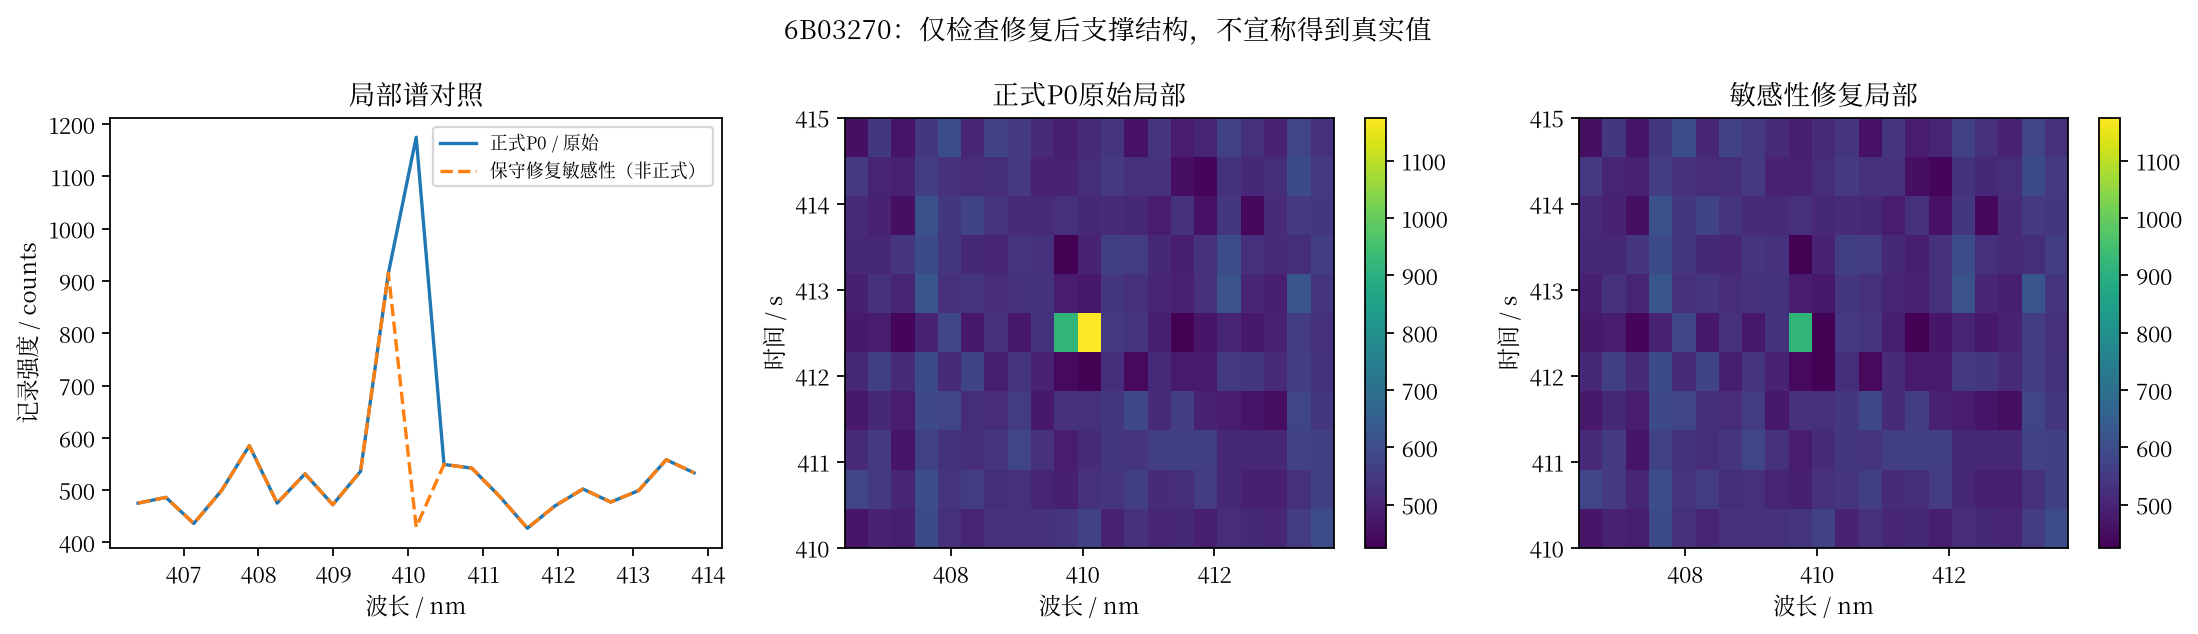 6B03270：仅检查修复后支撑结构，不宣称得到真实值
局部谱对照
记录强度 / counts
1200
1100
1000
900
800
700
600
500
400
正式P0 / 原始
保守修复敏感性（非正式）
407 408 409 410 411 412 413 414
波长 / nm
正式P0原始局部
时间 / s
415
414
413
412
411
410
408 410 412
波长 / nm
1100
1000
900
800
700
600
500
敏感性修复局部
时间 / s
415
414
413
412
411
410
408 410 412
波长 / nm
1100
1000
900
800
700
600
500